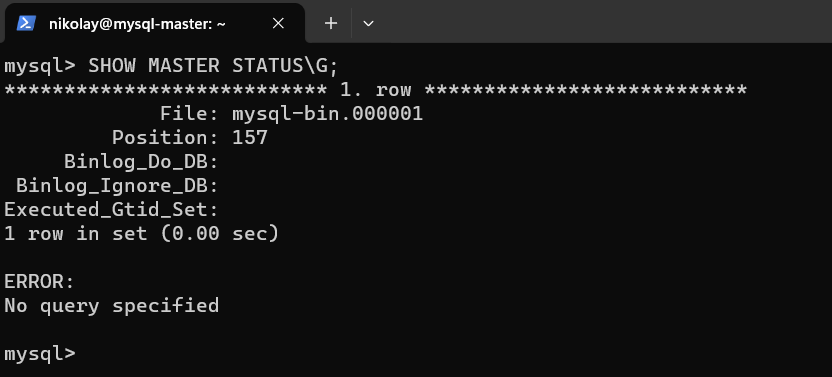 nikolay@mysql-master: ~
mysql> SHOW MASTER STATUS\G;
*************************** 1. row ***************************
File: mysql-bin.000001
Position: 157
Binlog_Do_DB:
Binlog_Ignore_DB:
Executed_Gtid_Set:
1 row in set (0.00 sec)
ERROR:
No query specified
mysql>